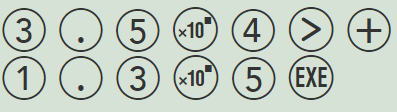 3 . 5 ×10■ 4 > +
1 . 3 ×10■ 5 EXE